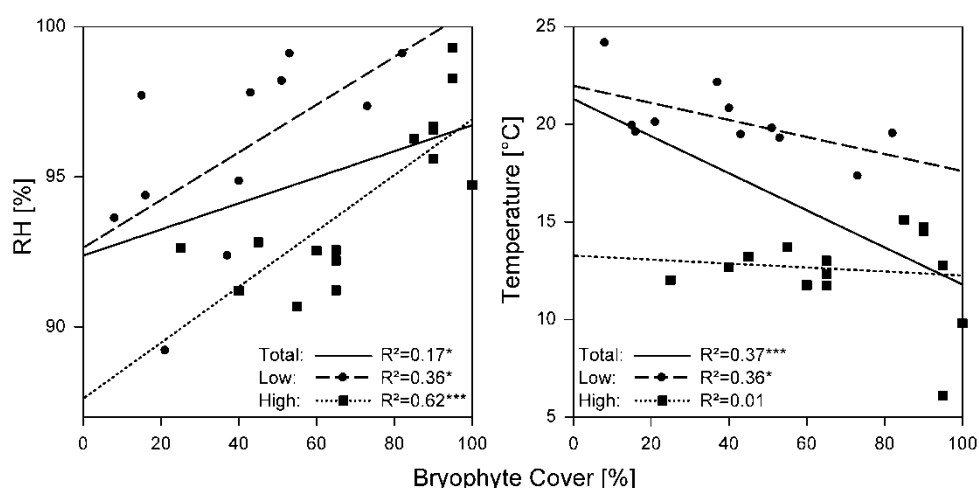 100
95
90
RH [%]
Total: R²=0.17*
Low: R²=0.36*
High: R²=0.62***
0 20 40 60 80 100
25
20
15
10
5
Temperature [°C]
Total: R²=0.37***
Low: R²=0.36*
High: R²=0.01
0 20 40 60 80 100
Bryophyte Cover [%]